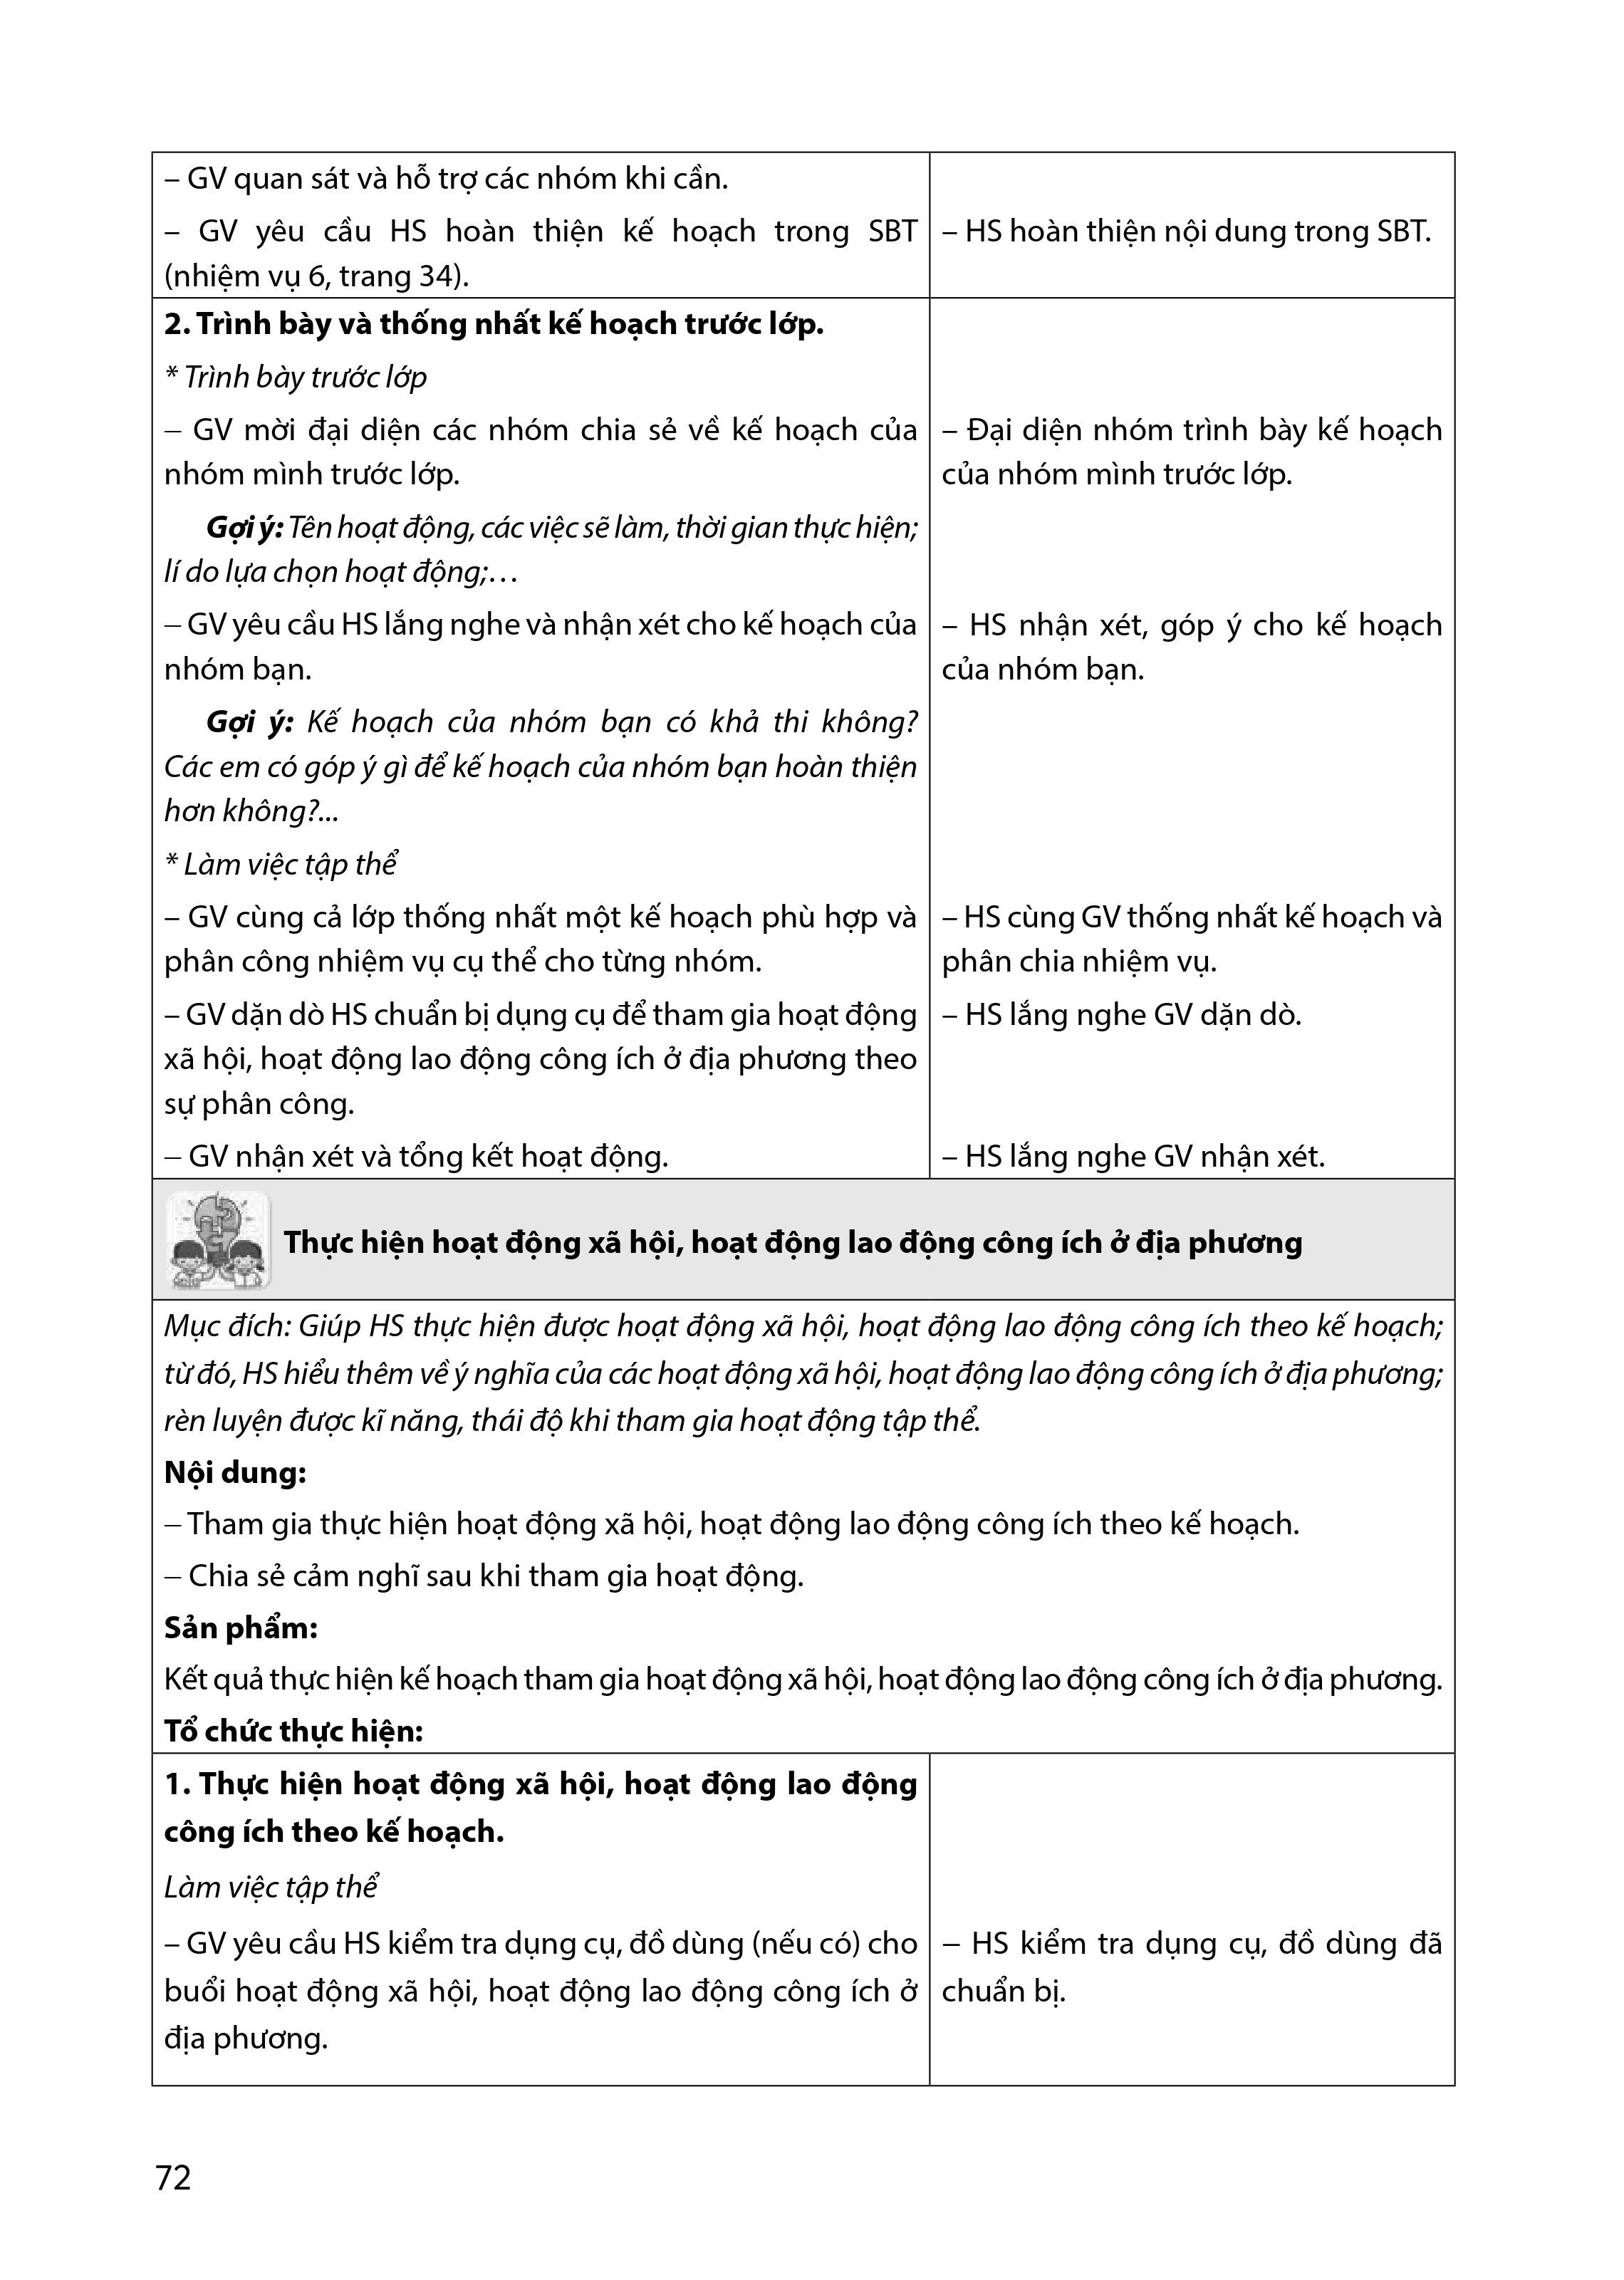 – GV quan sát và hỗ trợ các nhóm khi cần.
– GV yêu cầu HS hoàn thiện kế hoạch trong SBT
(nhiệm vụ 6, trang 34).
– HS hoàn thiện nội dung trong SBT.
2. Trình bày và thống nhất kế hoạch trước lớp.
* Trình bày trước lớp
– GV mời đại diện các nhóm chia sẻ về kế hoạch của
nhóm mình trước lớp.
– Đại diện nhóm trình bày kế hoạch
của nhóm mình trước lớp.
Gợi ý: Tên hoạt động, các việc sẽ làm, thời gian thực hiện;
lí do lựa chọn hoạt động;…
– GV yêu cầu HS lắng nghe và nhận xét cho kế hoạch của
nhóm bạn.
– HS nhận xét, góp ý cho kế hoạch
của nhóm bạn.
Gợi ý: Kế hoạch của nhóm bạn có khả thi không?
Các em có góp ý gì để kế hoạch của nhóm bạn hoàn thiện
hơn không?...
* Làm việc tập thể
– GV cùng cả lớp thống nhất một kế hoạch phù hợp và
phân công nhiệm vụ cụ thể cho từng nhóm.
– HS cùng GV thống nhất kế hoạch và
phân chia nhiệm vụ.
– GV dặn dò HS chuẩn bị dụng cụ để tham gia hoạt động
xã hội, hoạt động lao động công ích ở địa phương theo
sự phân công.
– HS lắng nghe GV dặn dò.
– GV nhận xét và tổng kết hoạt động.
– HS lắng nghe GV nhận xét.
Thực hiện hoạt động xã hội, hoạt động lao động công ích ở địa phương
Mục đích: Giúp HS thực hiện được hoạt động xã hội, hoạt động lao động công ích theo kế hoạch;
từ đó, HS hiểu thêm về ý nghĩa của các hoạt động xã hội, hoạt động lao động công ích ở địa phương;
rèn luyện được kĩ năng, thái độ khi tham gia hoạt động tập thể.
Nội dung:
– Tham gia thực hiện hoạt động xã hội, hoạt động lao động công ích theo kế hoạch.
– Chia sẻ cảm nghĩ sau khi tham gia hoạt động.
Sản phẩm:
Kết quả thực hiện kế hoạch tham gia hoạt động xã hội, hoạt động lao động công ích ở địa phương.
Tổ chức thực hiện:
1. Thực hiện hoạt động xã hội, hoạt động lao động
công ích theo kế hoạch.
Làm việc tập thể
– GV yêu cầu HS kiểm tra dụng cụ, đồ dùng (nếu có) cho
buổi hoạt động xã hội, hoạt động lao động công ích ở
địa phương.
– HS kiểm tra dụng cụ, đồ dùng đã
chuẩn bị.
72